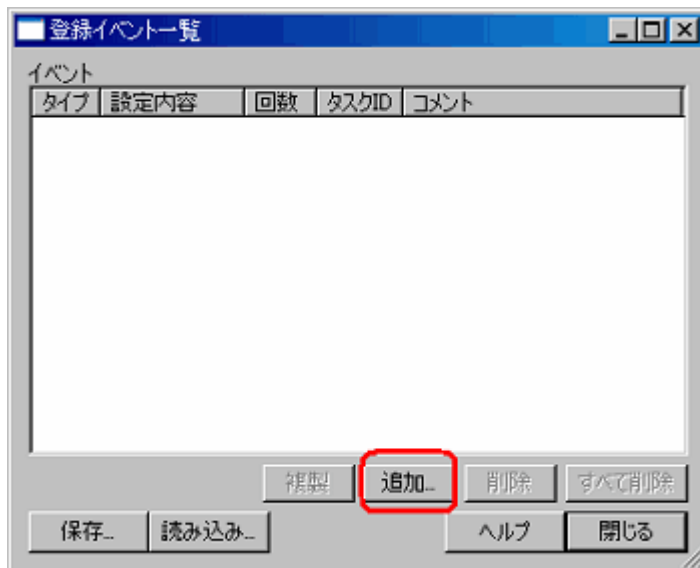 登録イベント一覧
イベント
タイプ 設定内容 回数 タスクID コメント
複製 追加... 削除 すべて削除
保存... 読み込み... ヘルプ 閉じる